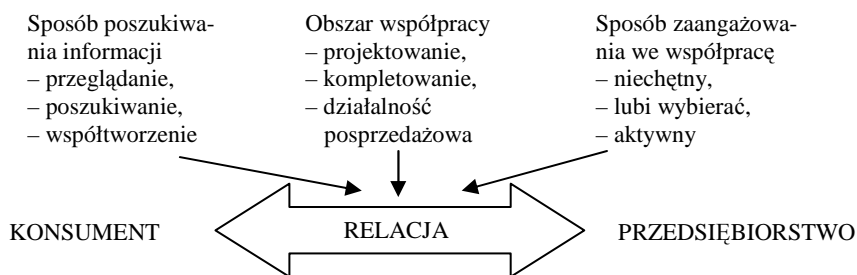 Sposób poszukiwa-
nia informacji
– przeglądanie,
– poszukiwanie,
– współtworzenie
Obszar współpracy
– projektowanie,
– kompletowanie,
– działalność
posprzedażowa
Sposób zaangażowa-
nia we współpracę
– niechętny,
– lubi wybierać,
– aktywny
KONSUMENT
RELACJA
PRZEDSIĘBIORSTWO